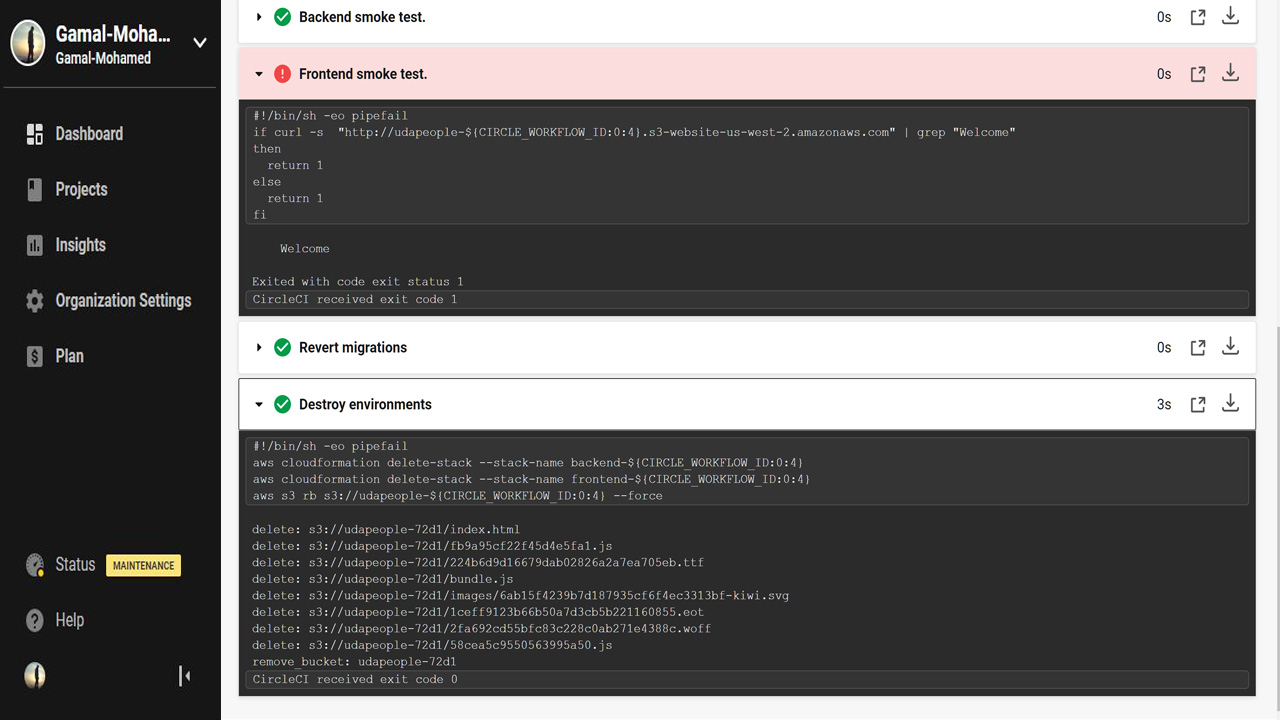 Gamal-Moha...
Gamal-Mohamed
Dashboard
Projects
Insights
Organization Settings
Plan
Status MAINTENANCE
Help
Backend smoke test. 0s
Frontend smoke test. 0s
#!/bin/sh -eo pipefail
if curl -s "http://udapeople-${CIRCLE_WORKFLOW_ID:0:4}.s3-website-us-west-2.amazonaws.com" | grep "Welcome"
then
return 1
else
return 1
fi
Welcome
Exited with code exit status 1
CircleCI received exit code 1
Revert migrations 0s
Destroy environments 3s
#!/bin/sh -eo pipefail
aws cloudformation delete-stack --stack-name backend-${CIRCLE_WORKFLOW_ID:0:4}
aws cloudformation delete-stack --stack-name frontend-${CIRCLE_WORKFLOW_ID:0:4}
aws s3 rb s3://udapeople-${CIRCLE_WORKFLOW_ID:0:4} --force
delete: s3://udapeople-72d1/index.html
delete: s3://udapeople-72d1/fb9a95cf22f45d4e5fa1.js
delete: s3://udapeople-72d1/224b6d9d16679dab02826a2a7ea705eb.ttf
delete: s3://udapeople-72d1/bundle.js
delete: s3://udapeople-72d1/images/6ab15f4239b7d187935cf6f4ec3313bf-kiwi.svg
delete: s3://udapeople-72d1/1ceff9123b66b50a7d3cb5b221160855.eot
delete: s3://udapeople-72d1/2fa692cd55bfc83c228c0ab271e4388c.woff
delete: s3://udapeople-72d1/58cea5c9550563995a50.js
remove_bucket: udapeople-72d1
CircleCI received exit code 0